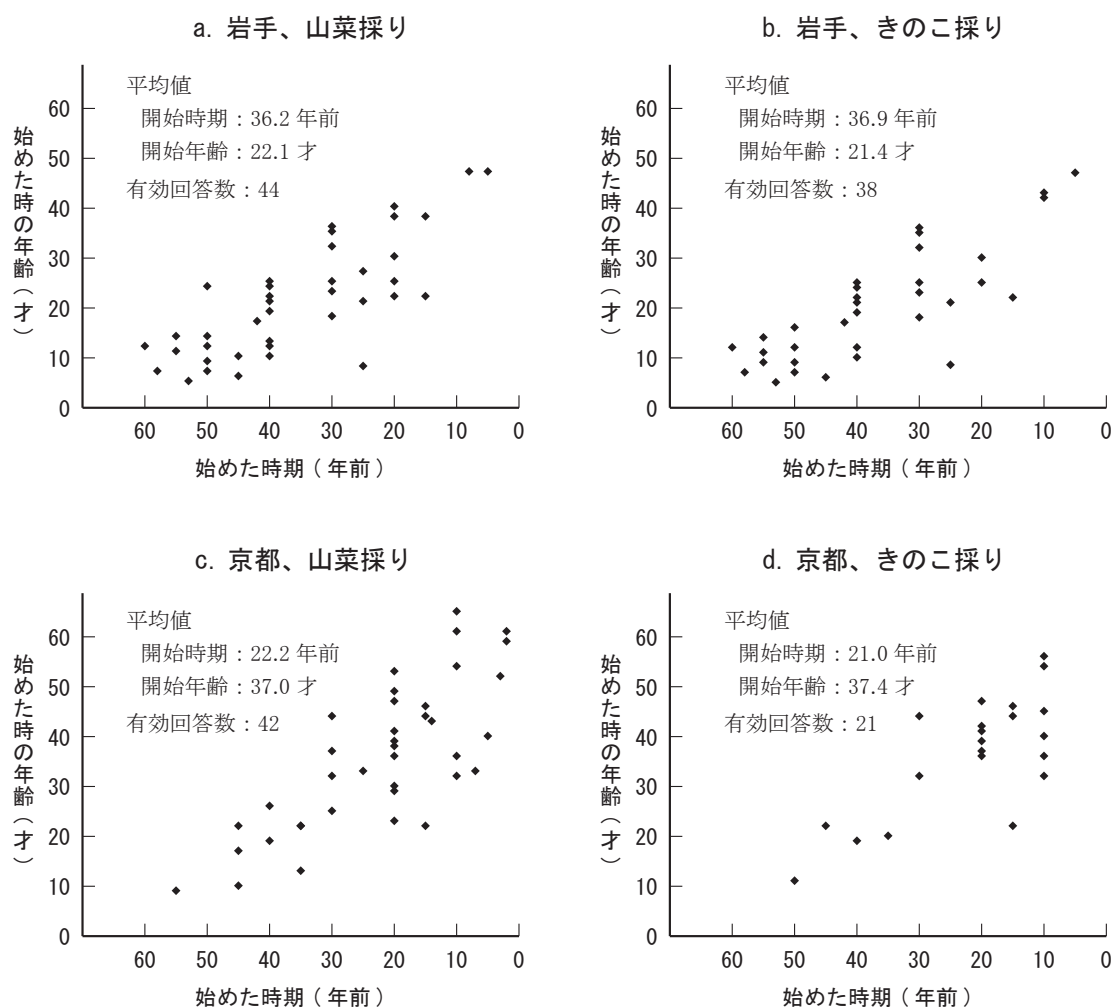 a. 岩手、山菜採り
平均値
開始時期：36.2 年前
開始年齢：22.1 才
有効回答数：44
始めた時の年齢（才）
60
50
40
30
20
10
0
60 50 40 30 20 10 0
始めた時期（年前）
b. 岩手、きのこ採り
平均値
開始時期：36.9 年前
開始年齢：21.4 才
有効回答数：38
始めた時の年齢（才）
60
50
40
30
20
10
0
60 50 40 30 20 10 0
始めた時期（年前）
c. 京都、山菜採り
平均値
開始時期：22.2 年前
開始年齢：37.0 才
有効回答数：42
始めた時の年齢（才）
60
50
40
30
20
10
0
60 50 40 30 20 10 0
始めた時期（年前）
d. 京都、きのこ採り
平均値
開始時期：21.0 年前
開始年齢：37.4 才
有効回答数：21
始めた時の年齢（才）
60
50
40
30
20
10
0
60 50 40 30 20 10 0
始めた時期（年前）